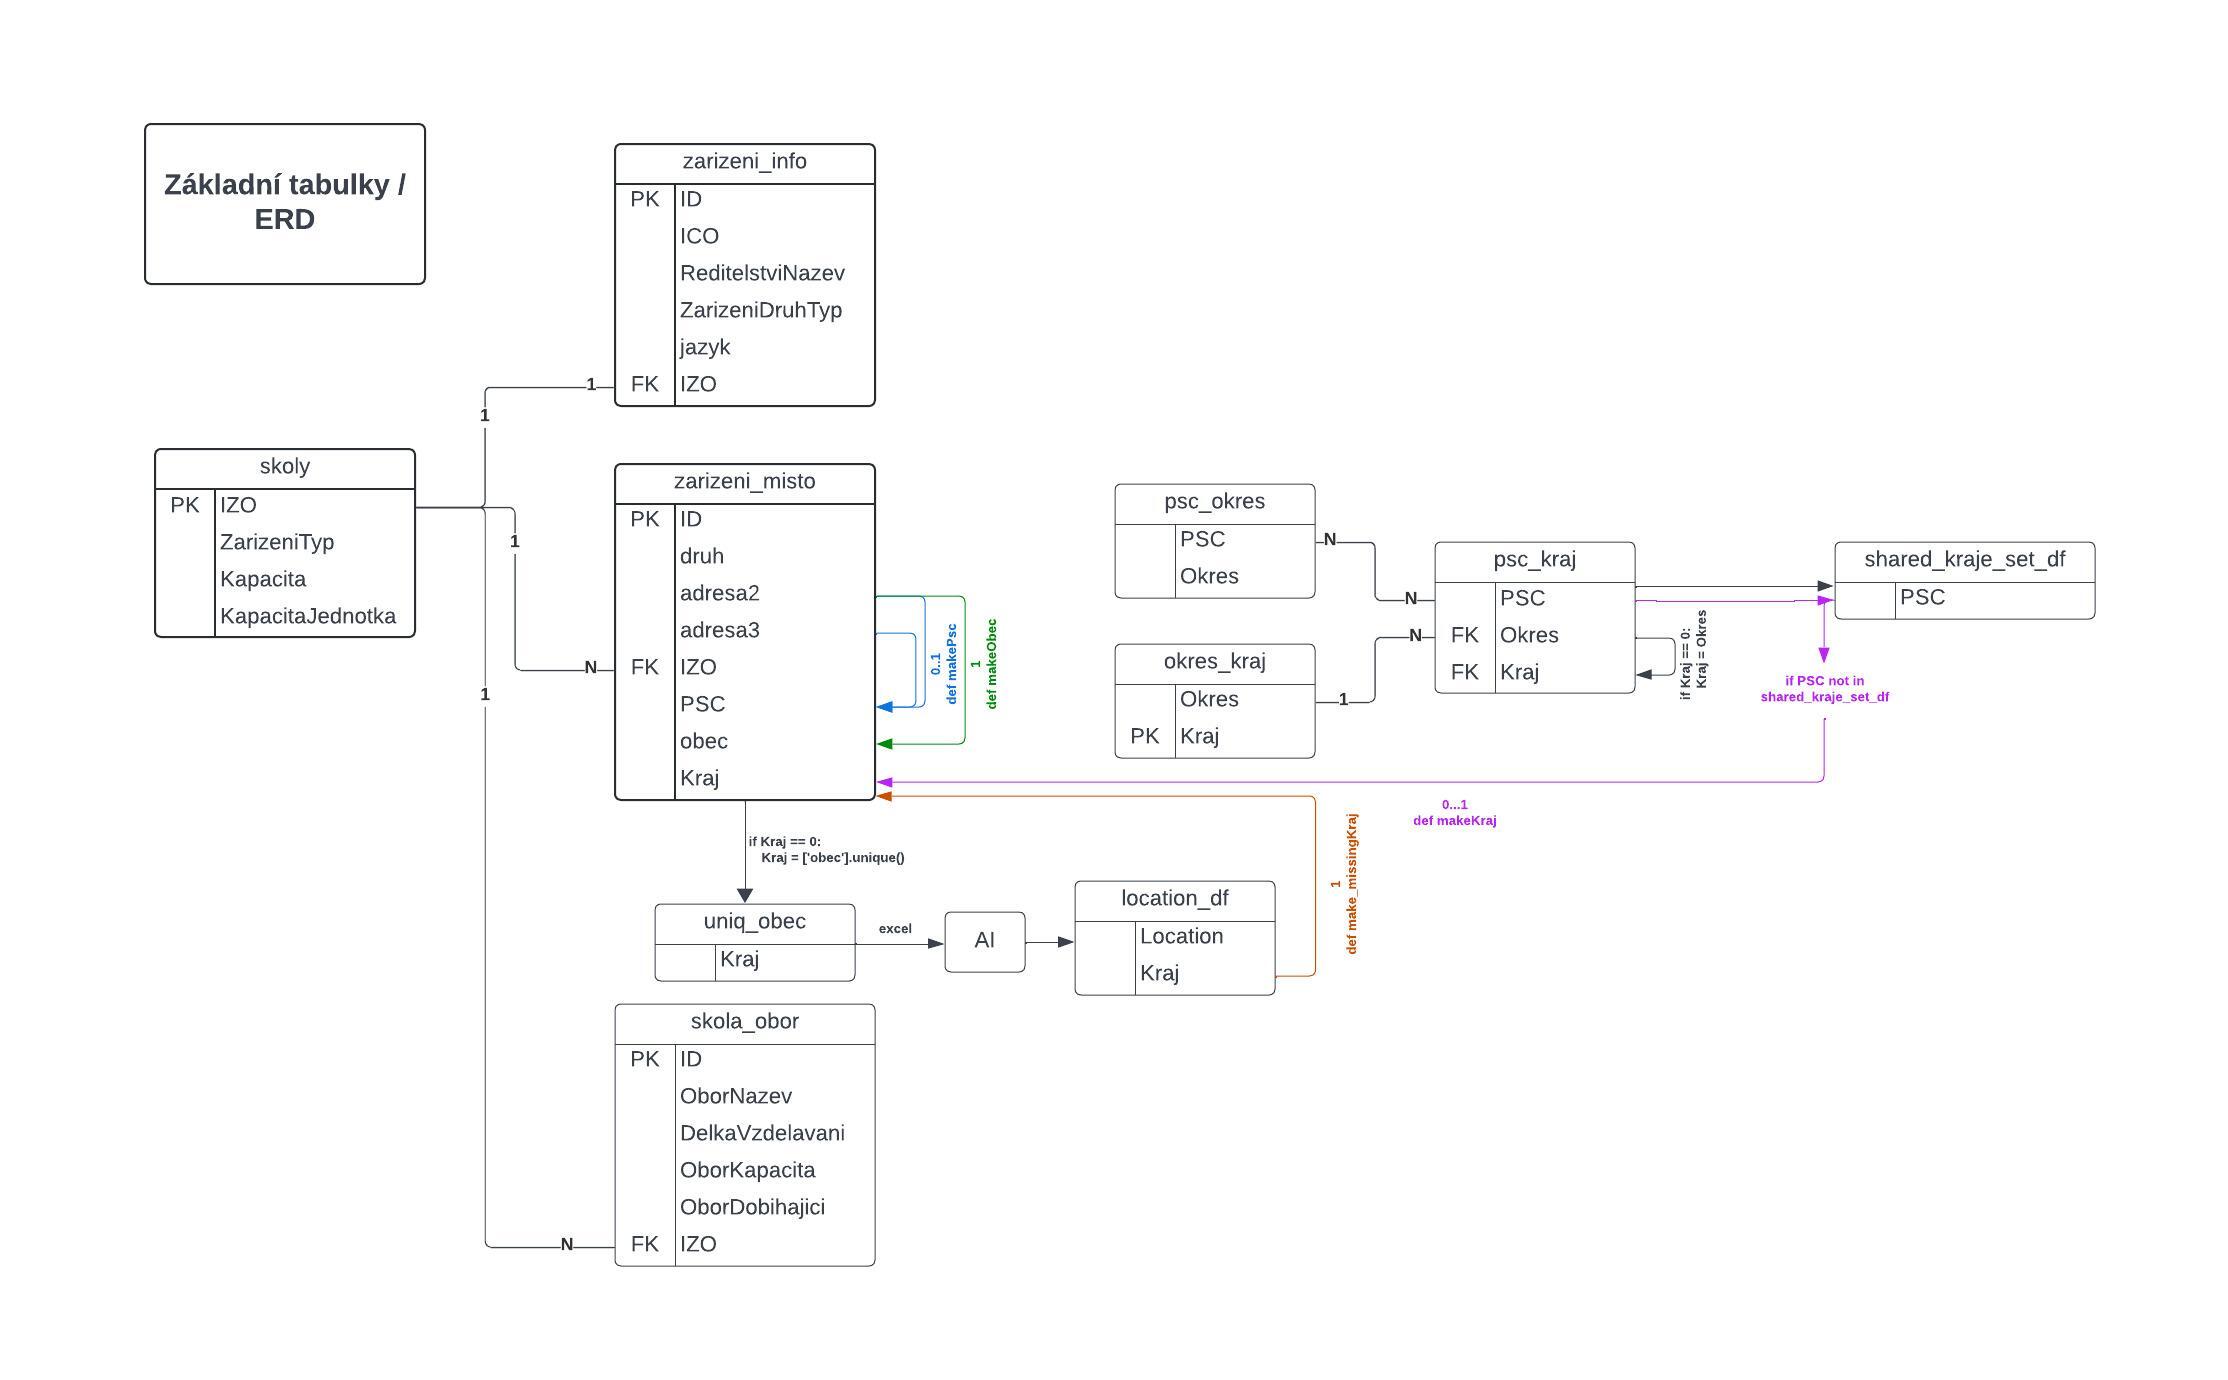 Základní tabulky /
ERD
zarizeni_info
PK ID
ICO
ReditelstviNazev
ZarizeniDruhTyp
jazyk
FK IZO
1
1
skoly
PK IZO
ZarizeniTyp
Kapacita
KapacitaJednotka
1
N
1
zarizeni_misto
PK ID
druh
adresa2
adresa3
FK IZO
PSC
obec
Kraj
0..1
def makePsc
1
def makeObec
psc_okres
PSC
Okres
N
N
okres_kraj
Okres
PK Kraj
1
N
psc_kraj
PSC
FK Okres
FK Kraj
if Kraj == 0:
Kraj = Okres
shared_kraje_set_df
PSC
if PSC not in
shared_kraje_set_df
0...1
def makeKraj
1
def make_missingKraj
if Kraj == 0:
Kraj = ['obec'].unique()
uniq_obec
Kraj
excel
AI
location_df
Location
Kraj
skola_obor
PK ID
OborNazev
DelkaVzdelavani
OborKapacita
OborDobihajici
FK IZO
N